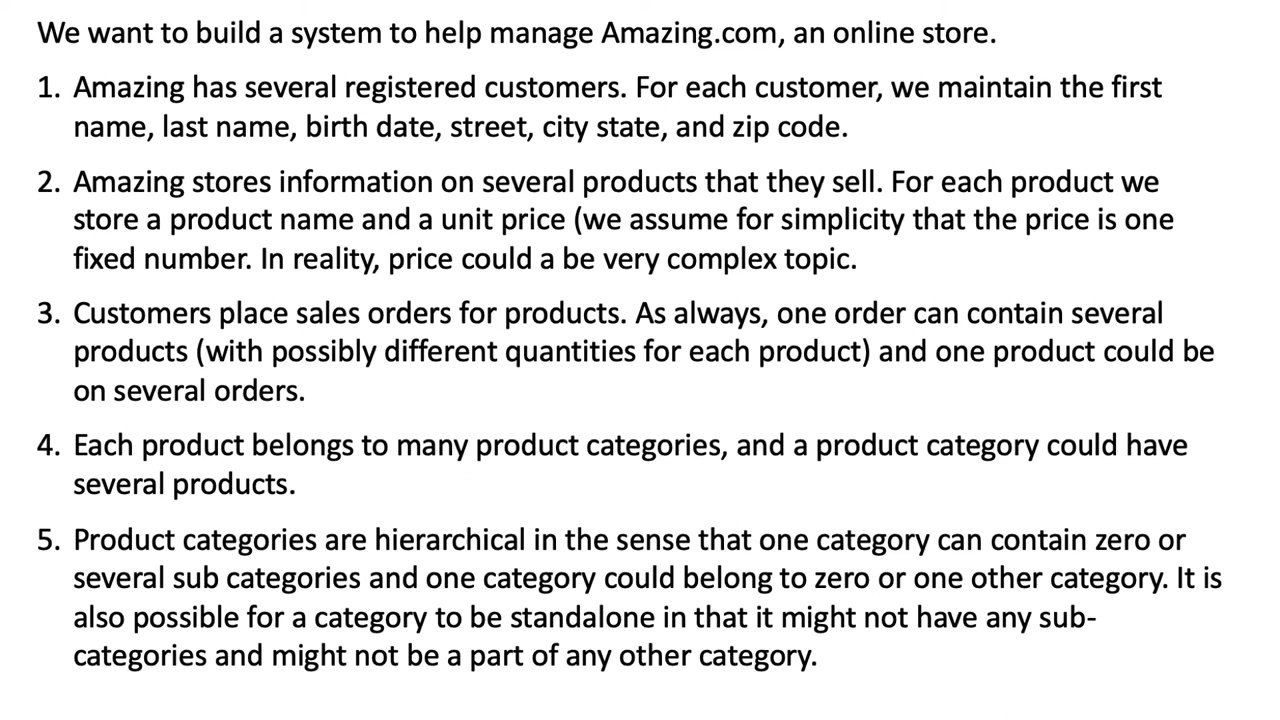 We want to build a system to help manage Amazing.com, an online store.
1. Amazing has several registered customers. For each customer, we maintain the first
name, last name, birth date, street, city state, and zip code.
2. Amazing stores information on several products that they sell. For each product we
store a product name and a unit price (we assume for simplicity that the price is one
fixed number. In reality, price could a be very complex topic.
3. Customers place sales orders for products. As always, one order can contain several
products (with possibly different quantities for each product) and one product could be
on several orders.
4. Each product belongs to many product categories, and a product category could have
several products.
5. Product categories are hierarchical in the sense that one category can contain zero or
several sub categories and one category could belong to zero or one other category. It is
also possible for a category to be standalone in that it might not have any sub-
categories and might not be a part of any other category.